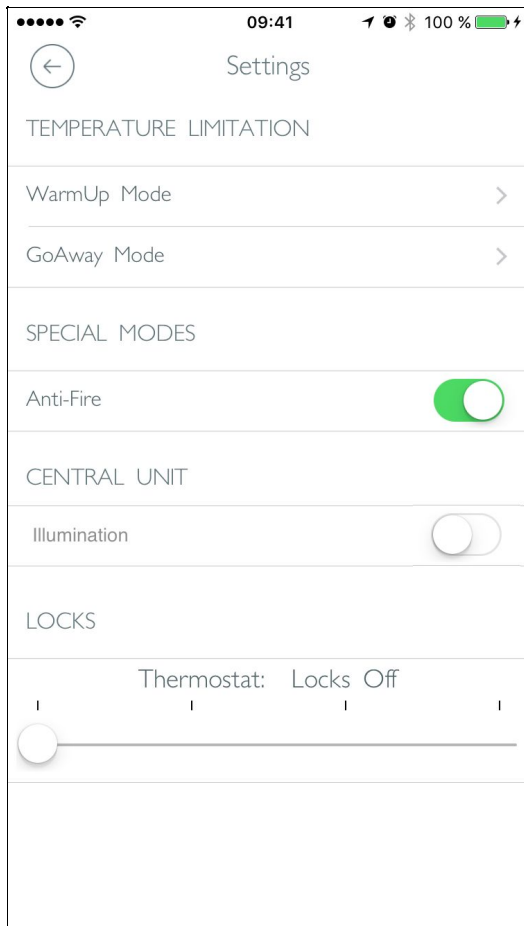 09:41 100 %
Settings
TEMPERATURE LIMITATION
WarmUp Mode
GoAway Mode
SPECIAL MODES
Anti-Fire
CENTRAL UNIT
Illumination
LOCKS
Thermostat: Locks Off